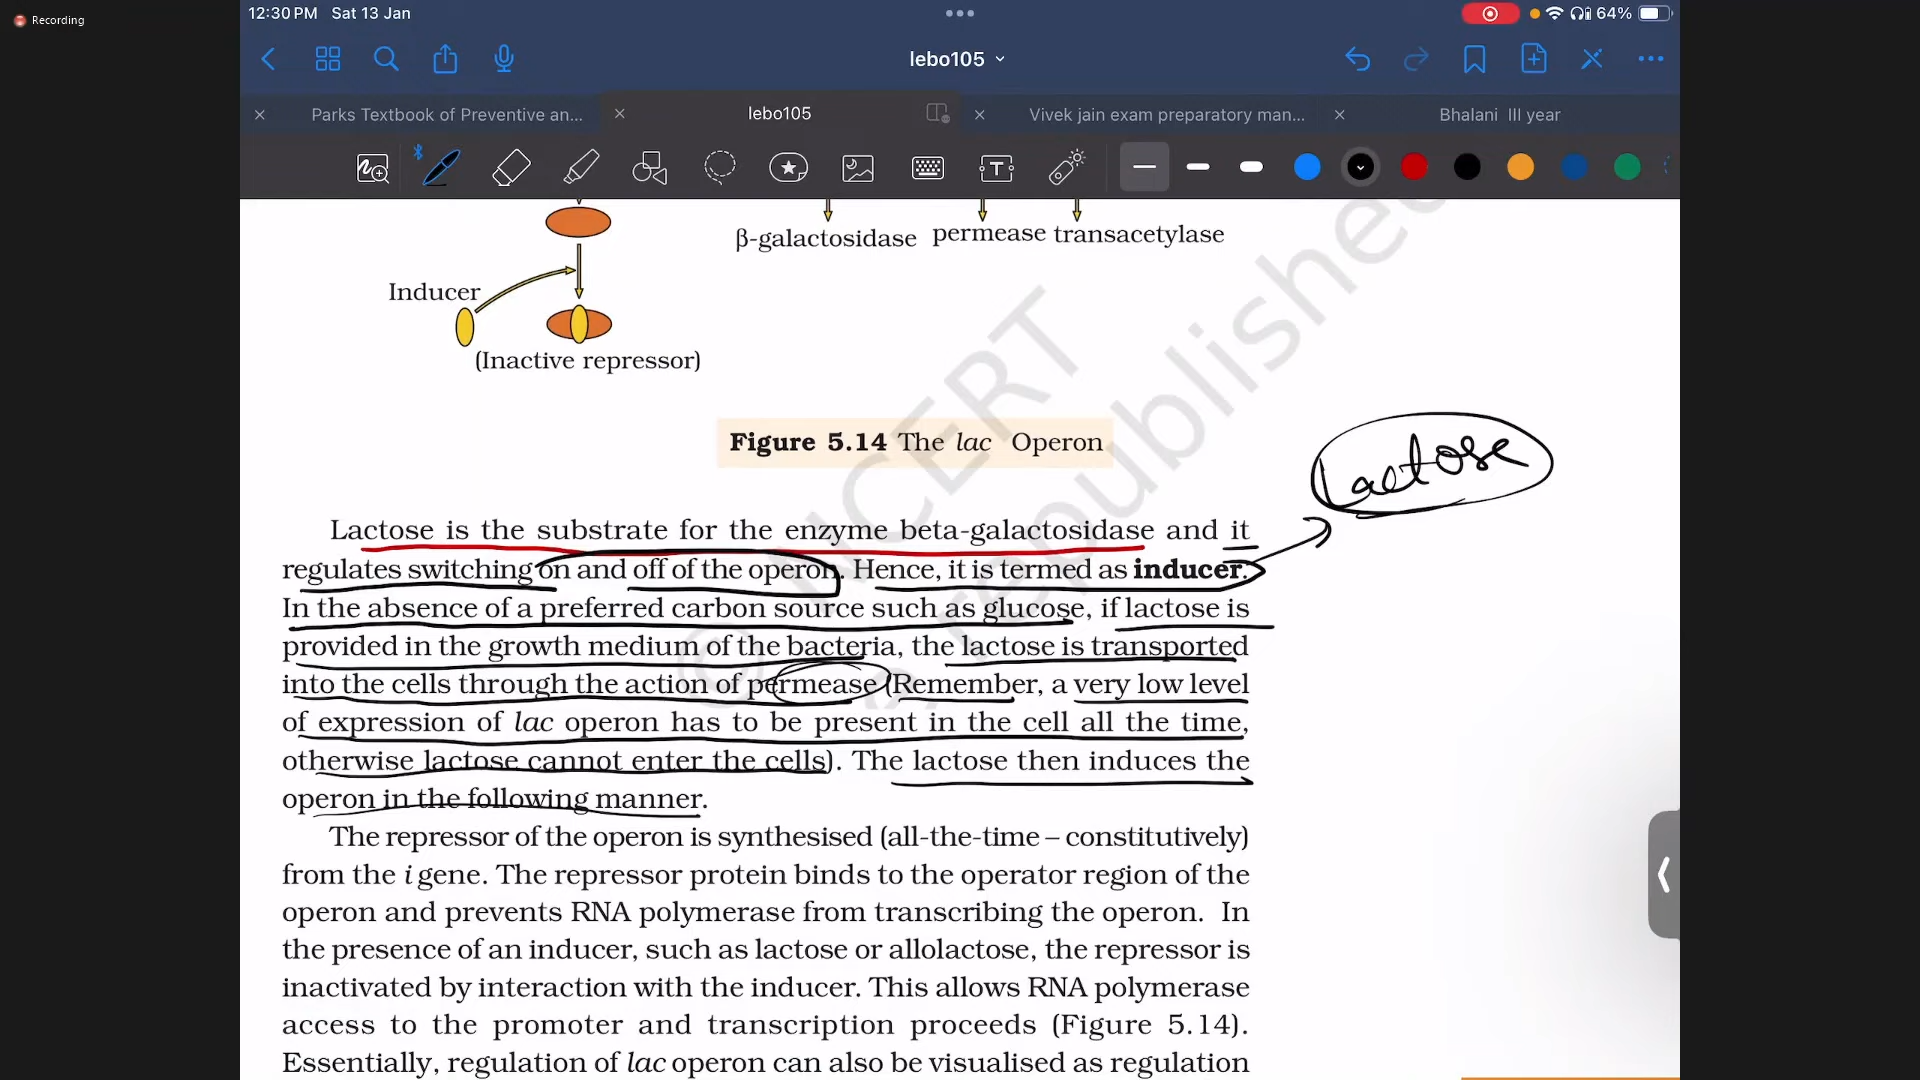 Recording
12:30 PM Sat 13 Jan
64%
lebo105
Parks Textbook of Preventive an...
lebo105
Vivek jain exam preparatory man...
Bhalani III year
T
β-galactosidase permease transacetylase
Inducer
(Inactive repressor)
© NCERT
republished
Figure 5.14 The lac Operon
Lactose
Lactose is the substrate for the enzyme beta-galactosidase and it
regulates switching on and off of the operon. Hence, it is termed as inducer.
In the absence of a preferred carbon source such as glucose, if lactose is
provided in the growth medium of the bacteria, the lactose is transported
into the cells through the action of permease (Remember, a very low level
of expression of lac operon has to be present in the cell all the time,
otherwise lactose cannot enter the cells). The lactose then induces the
operon in the following manner.
The repressor of the operon is synthesised (all-the-time – constitutively)
from the i gene. The repressor protein binds to the operator region of the
operon and prevents RNA polymerase from transcribing the operon. In
the presence of an inducer, such as lactose or allolactose, the repressor is
inactivated by interaction with the inducer. This allows RNA polymerase
access to the promoter and transcription proceeds (Figure 5.14).
Essentially, regulation of lac operon can also be visualised as regulation